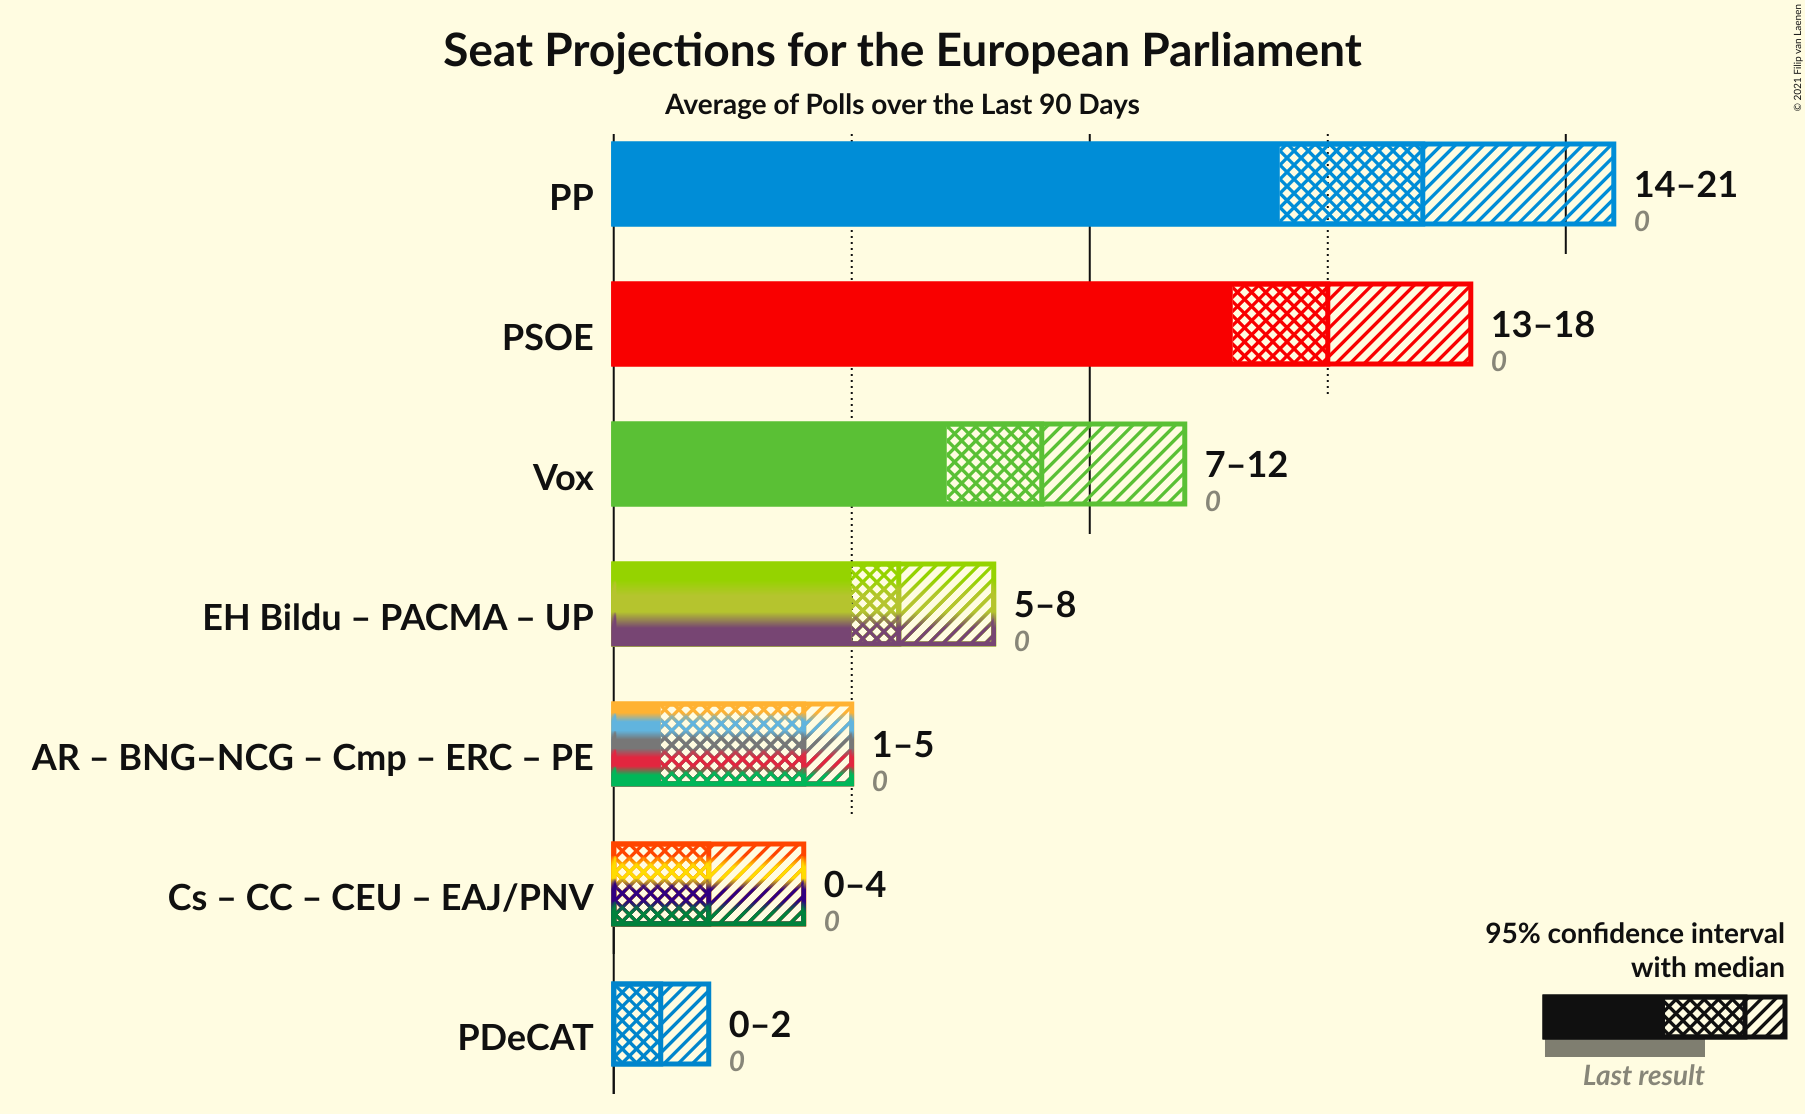 Seat Projections for the European Parliament
Average of Polls over the Last 90 Days
© 2021 Filip van Laenen
PP
14–21
0
PSOE
13–18
0
Vox
7–12
0
EH Bildu – PACMA – UP
5–8
0
AR – BNG–NCG – Cmp – ERC – PE
1–5
0
Cs – CC – CEU – EAJ/PNV
0–4
0
PDeCAT
0–2
0
95% confidence interval
with median
Last result